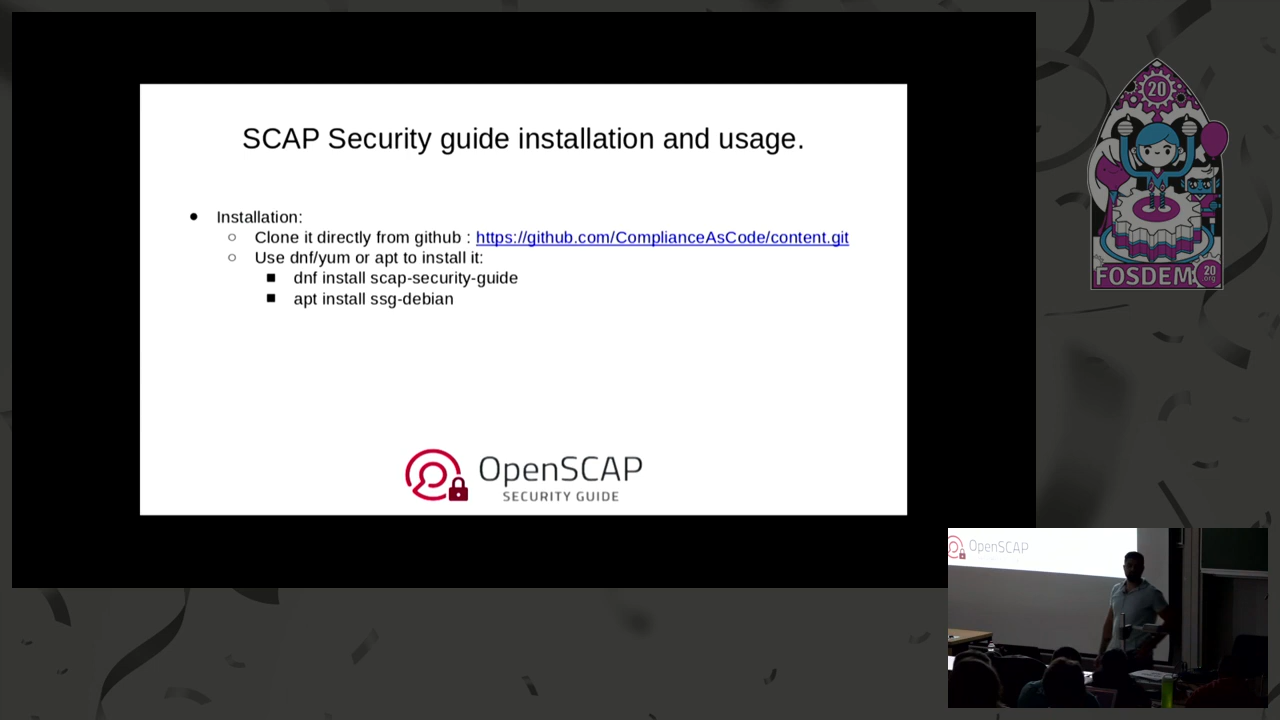 SCAP Security guide installation and usage.
● Installation:
○ Clone it directly from github : https://github.com/ComplianceAsCode/content.git
○ Use dnf/yum or apt to install it:
■ dnf install scap-security-guide
■ apt install ssg-debian
OpenSCAP
SECURITY GUIDE
20
FOSDEM
20
.org
OpenSCAP